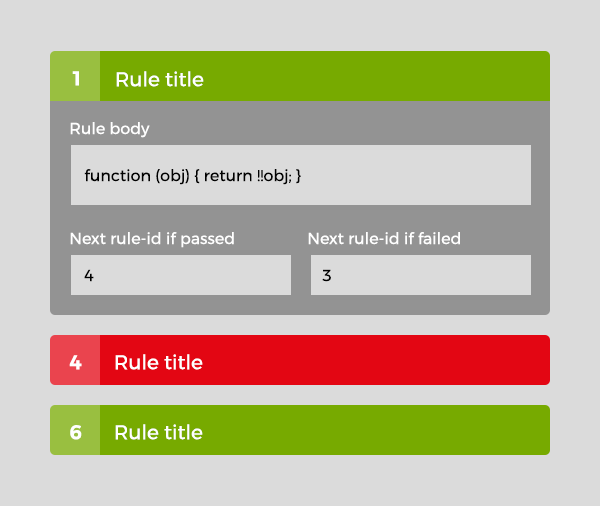 1 Rule title
Rule body
function (obj) { return !!obj; }
Next rule-id if passed Next rule-id if failed
4 3
4 Rule title
6 Rule title